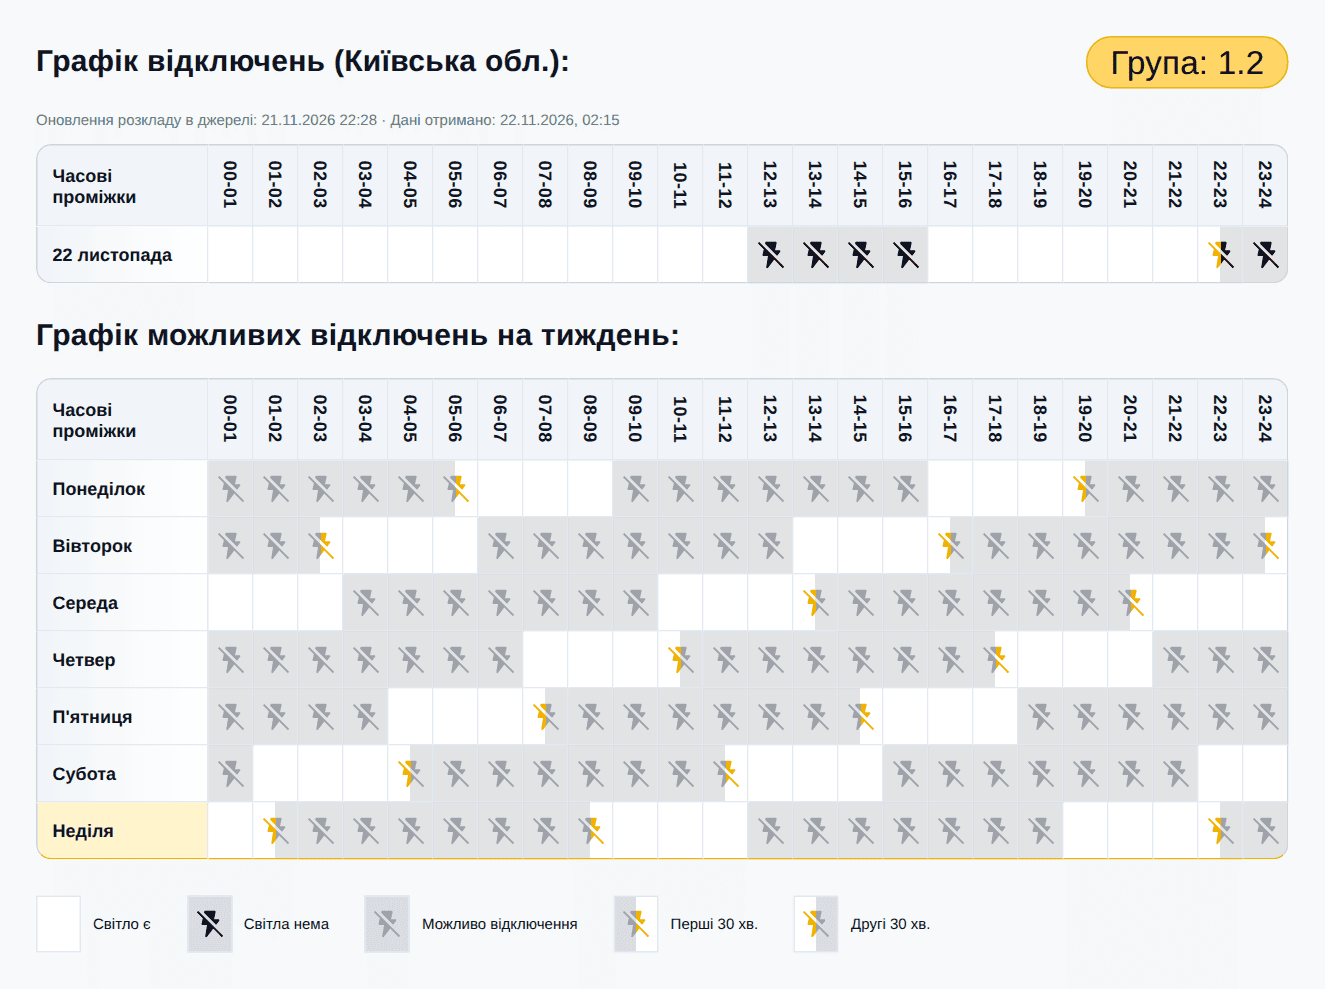 Графік відключень (Київська обл.):
Група: 1.2
Оновлення розкладу в джерелі: 21.11.2026 22:28 · Дані отримано: 22.11.2026, 02:15
Часові проміжки 00-01 01-02 02-03 03-04 04-05 05-06 06-07 07-08 08-09 09-10 10-11 11-12 12-13 13-14 14-15 15-16 16-17 17-18 18-19 19-20 20-21 21-22 22-23 23-24
22 листопада
Графік можливих відключень на тиждень:
Часові проміжки 00-01 01-02 02-03 03-04 04-05 05-06 06-07 07-08 08-09 09-10 10-11 11-12 12-13 13-14 14-15 15-16 16-17 17-18 18-19 19-20 20-21 21-22 22-23 23-24
Понеділок
Вівторок
Середа
Четвер
П'ятниця
Субота
Неділя
Світло є Світла нема Можливо відключення Перші 30 хв. Другі 30 хв.